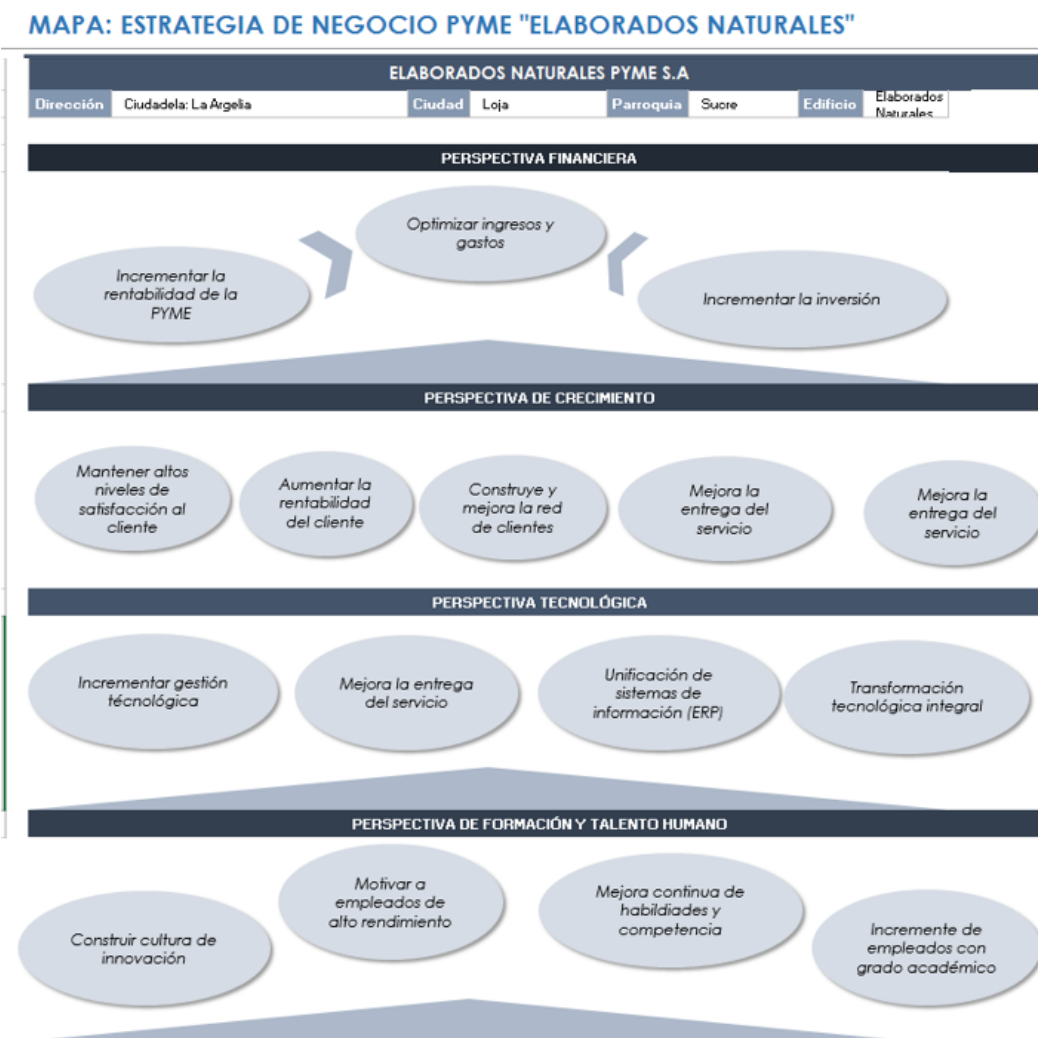 MAPA: ESTRATEGIA DE NEGOCIO PYME "ELABORADOS NATURALES"
ELABORADOS NATURALES PYME S.A
Dirección Ciudadela: La Argelia Ciudad Loja Parroquia Sucre Edificio Elaborados
Naturales
PERSPECTIVA FINANCIERA
Optimizar ingresos y
gastos
Incrementar la
rentabilidad de la
PYME
Incrementar la inversión
PERSPECTIVA DE CRECIMIENTO
Mantener altos
niveles de
satisfacción al
cliente
Aumentar la
rentabilidad
del cliente
Construye y
mejora la red
de clientes
Mejora la
entrega del
servicio
Mejora la
entrega del
servicio
PERSPECTIVA TECNOLÓGICA
Incrementar gestión
técnológica
Mejora la entrega
del servicio
Unificación de
sistemas de
información (ERP)
Transformación
tecnológica integral
PERSPECTIVA DE FORMACIÓN Y TALENTO HUMANO
Construir cultura de
innovación
Motivar a
empleados de
alto rendimiento
Mejora continua de
habildiades y
competencia
Incremente de
empleados con
grado académico